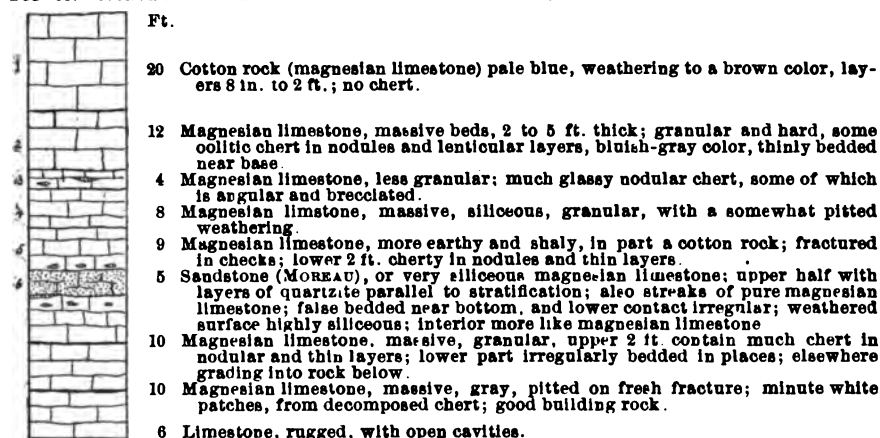 Ft.
20 Cotton rock (magnesian limestone) pale blue, weathering to a brown color, lay-
ers 8 in. to 2 ft.; no chert.
12 Magnesian limestone, massive beds, 2 to 5 ft. thick; granular and hard, some
oolitic chert in nodules and lenticular layers, bluish-gray color, thinly bedded
near base.
4 Magnesian limestone, less granular; much glassy nodular chert, some of which
is angular and brecciated.
8 Magnesian limstone, massive, siliceous, granular, with a somewhat pitted
weathering.
9 Magnesian limestone, more earthy and shaly, in part a cotton rock; fractured
in checks; lower 2 ft. cherty in nodules and thin layers.
5 Sandstone (MOREAU), or very siliceous magnesian limestone; upper half with
layers of quartzite parallel to stratification; also streaks of pure magnesian
limestone; false bedded near bottom, and lower contact irregular; weathered
surface highly siliceous; interior more like magnesian limestone
10 Magnesian limestone, massive, granular, upper 2 ft. contain much chert in
nodular and thin layers; lower part irregularly bedded in places; elsewhere
grading into rock below.
10 Magnesian limestone, massive, gray, pitted on fresh fracture; minute white
patches, from decomposed chert; good building rock.
6 Limestone, rugged, with open cavities.